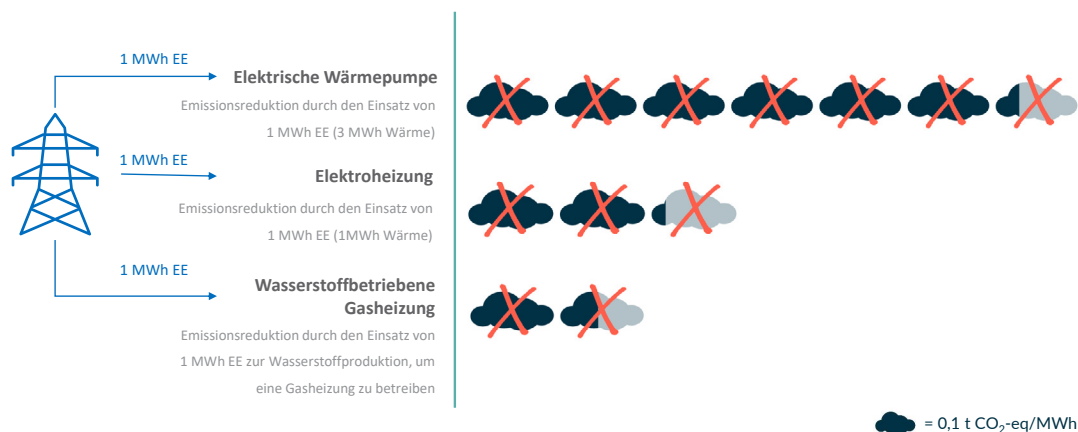 1 MWh EE
Elektrische Wärmepumpe
Emissionsreduktion durch den Einsatz von
1 MWh EE (3 MWh Wärme)
1 MWh EE
Elektroheizung
Emissionsreduktion durch den Einsatz von
1 MWh EE (1MWh Wärme)
1 MWh EE
Wasserstoffbetriebene
Gasheizung
Emissionsreduktion durch den Einsatz von
1 MWh EE zur Wasserstoffproduktion, um
eine Gasheizung zu betreiben
= 0,1 t CO₂-eq/MWh